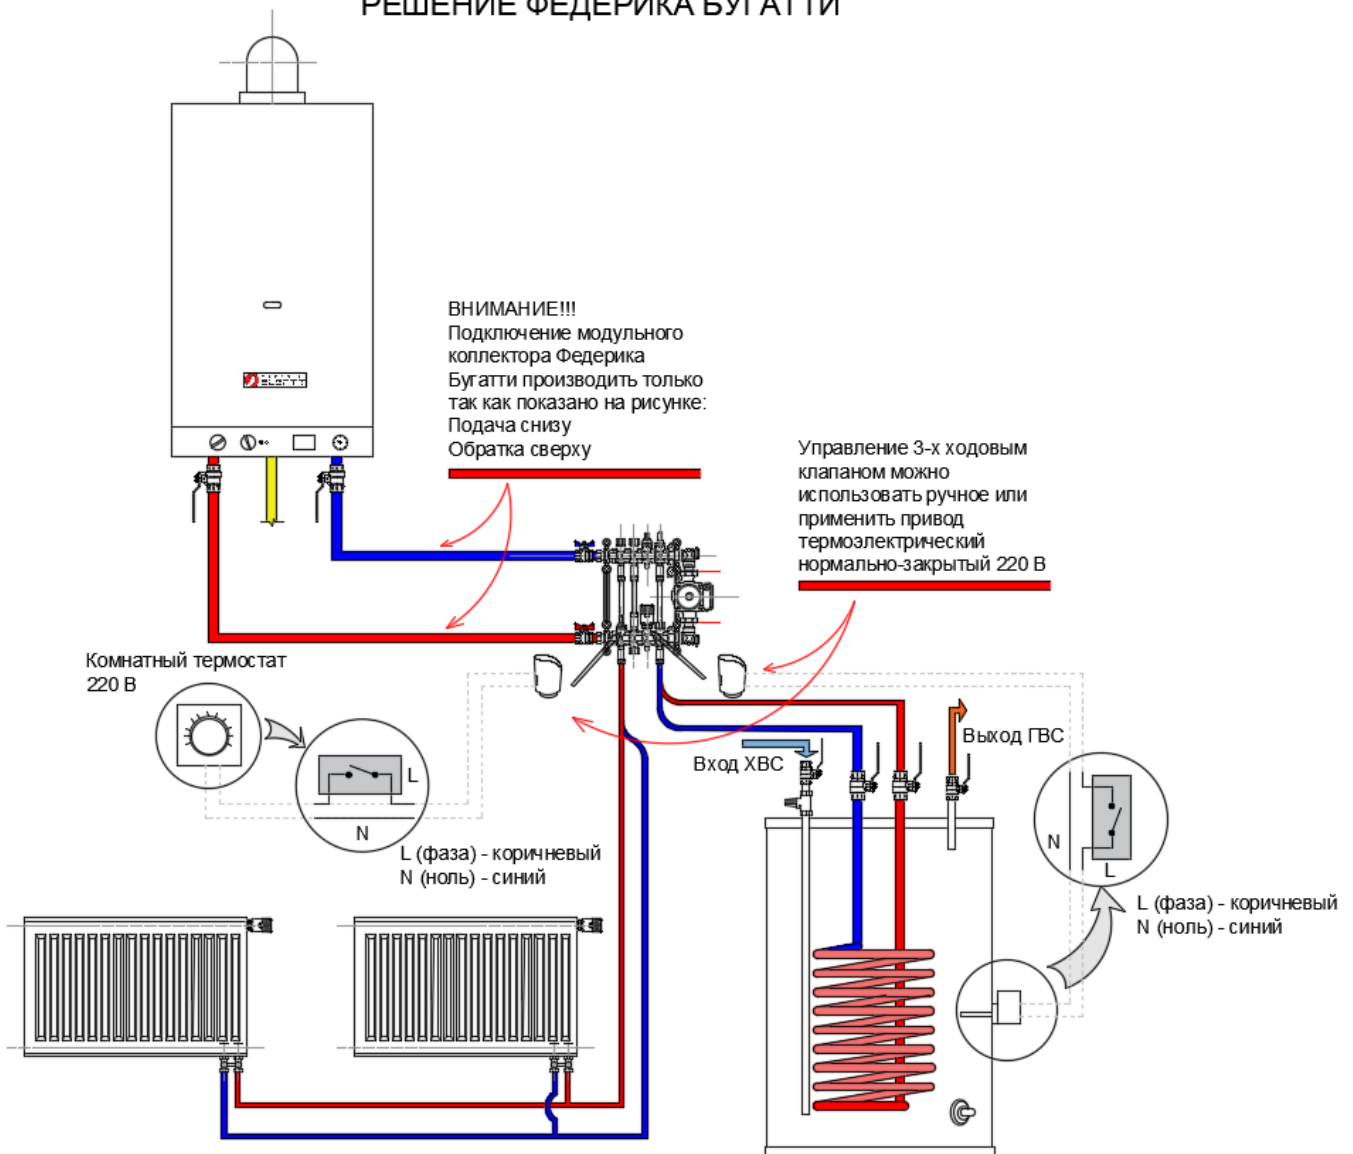 РЕШЕНИЕ ФЕДЕРИКА БУГАТТИ
ВНИМАНИЕ!!!
Подключение модульного
коллектора Федерика
Бугатти производить только
так как показано на рисунке:
Подача снизу
Обратка сверху
Управление 3-х ходовым
клапаном можно
использовать ручное или
применить привод
термоэлектрический
нормально-закрытый 220 В
Комнатный термостат
220 В
L
N
L (фаза) - коричневый
N (ноль) - синий
Вход ХВС
Выход ГВС
N
L
L (фаза) - коричневый
N (ноль) - синий